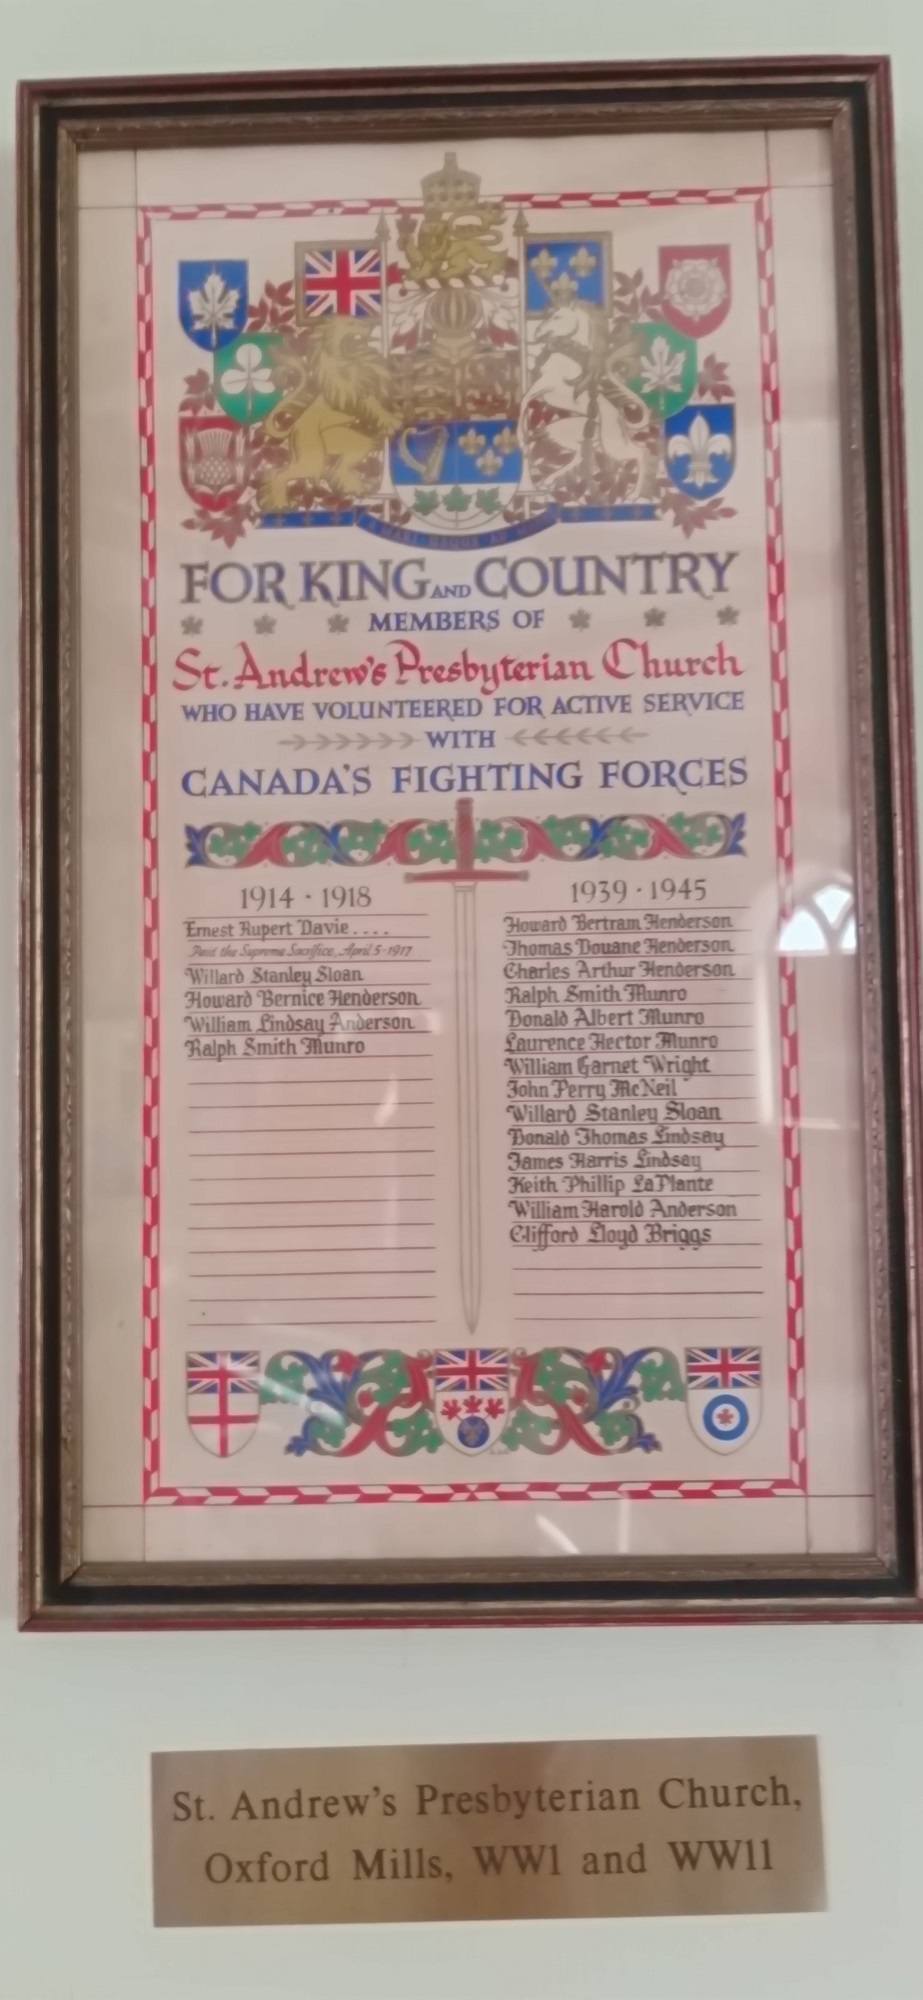 A MARI USQUE AD
FOR KING AND COUNTRY
MEMBERS OF
St. Andrew's Presbyterian Church
WHO HAVE VOLUNTEERED FOR ACTIVE SERVICE
WITH
CANADA'S FIGHTING FORCES
1914 · 1918
Ernest Rupert Davie....
Paid the Supreme Sacrifice, April 5·1917
Willard Stanley Sloan
Howard Bernice Henderson
William Lindsay Anderson
Ralph Smith Munro
1939 · 1945
Howard Bertram Henderson
Thomas Douane Henderson
Charles Arthur Henderson
Ralph Smith Munro
Donald Albert Munro
Laurence Hector Munro
William Garnet Wright
John Perry McNeil
Willard Stanley Sloan
Donald Thomas Lindsay
James Harris Lindsay
Keith Phillip LaPlante
William Harold Anderson
Clifford Lloyd Briggs
St. Andrew's Presbyterian Church,
Oxford Mills, WW1 and WW11